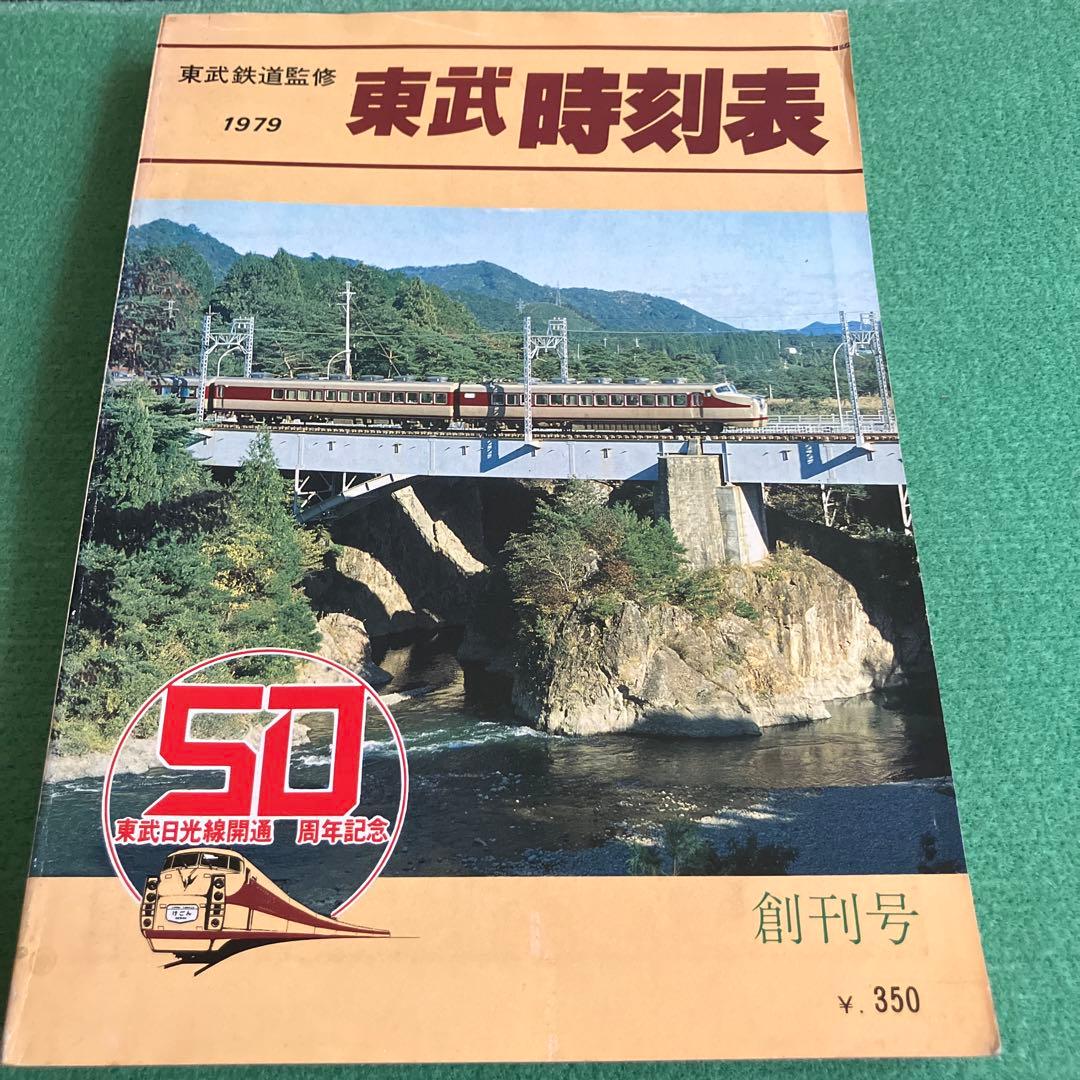 東武鉄道監修
1979
東武時刻表
50
東武日光線開通 周年記念
けごん
創刊号
¥. 350